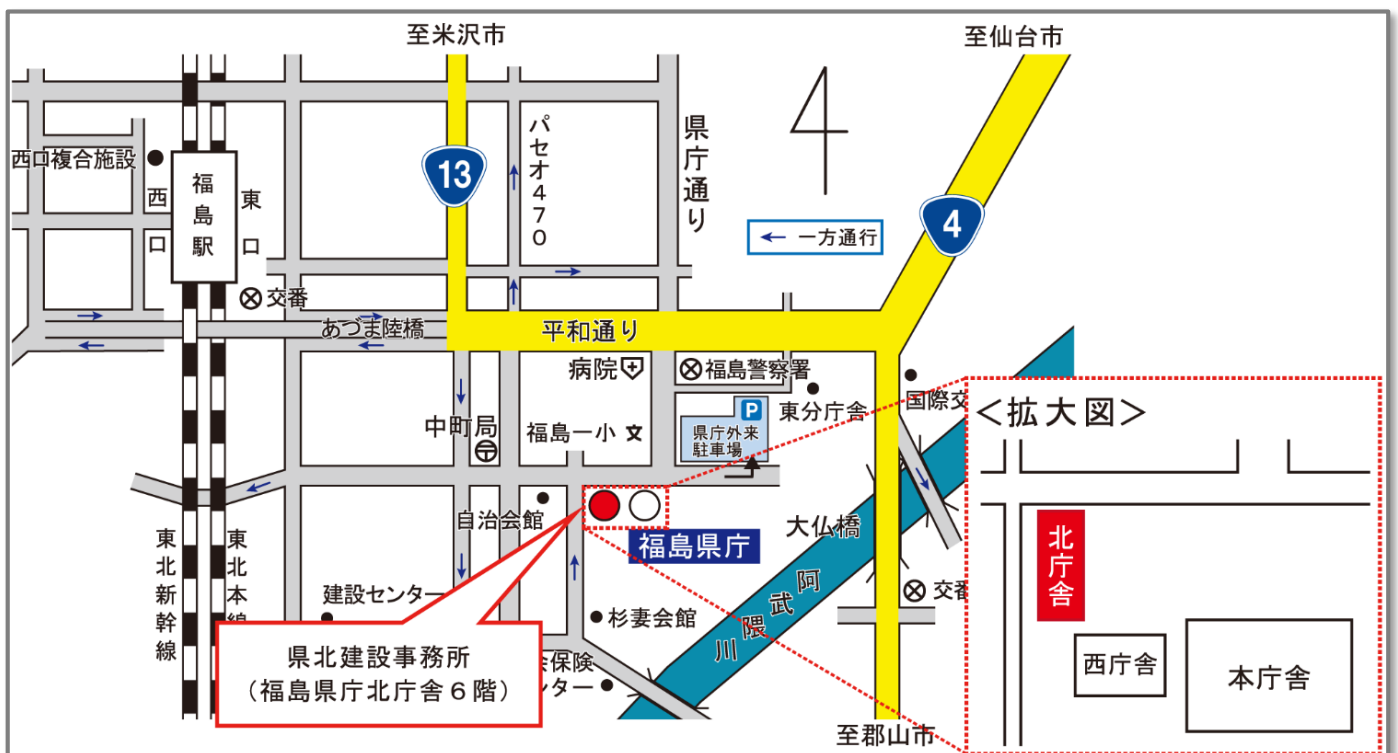 至米沢市
至仙台市
13
パセオ470
県庁通り
4
西口複合施設
西口
福島駅
東口
一方通行
交番
あづま陸橋
平和通り
病院
福島警察署
東分庁舎
国際交
中町局
福島一小
P
県庁外来
駐車場
<拡大図>
自治会館
福島県庁
大仏橋
阿武隈川
北庁舎
東北新幹線
東北本線
建設センター
杉妻会館
交番
西庁舎
本庁舎
県北建設事務所
(福島県庁北庁舎6階)
会保険
ンター
至郡山市